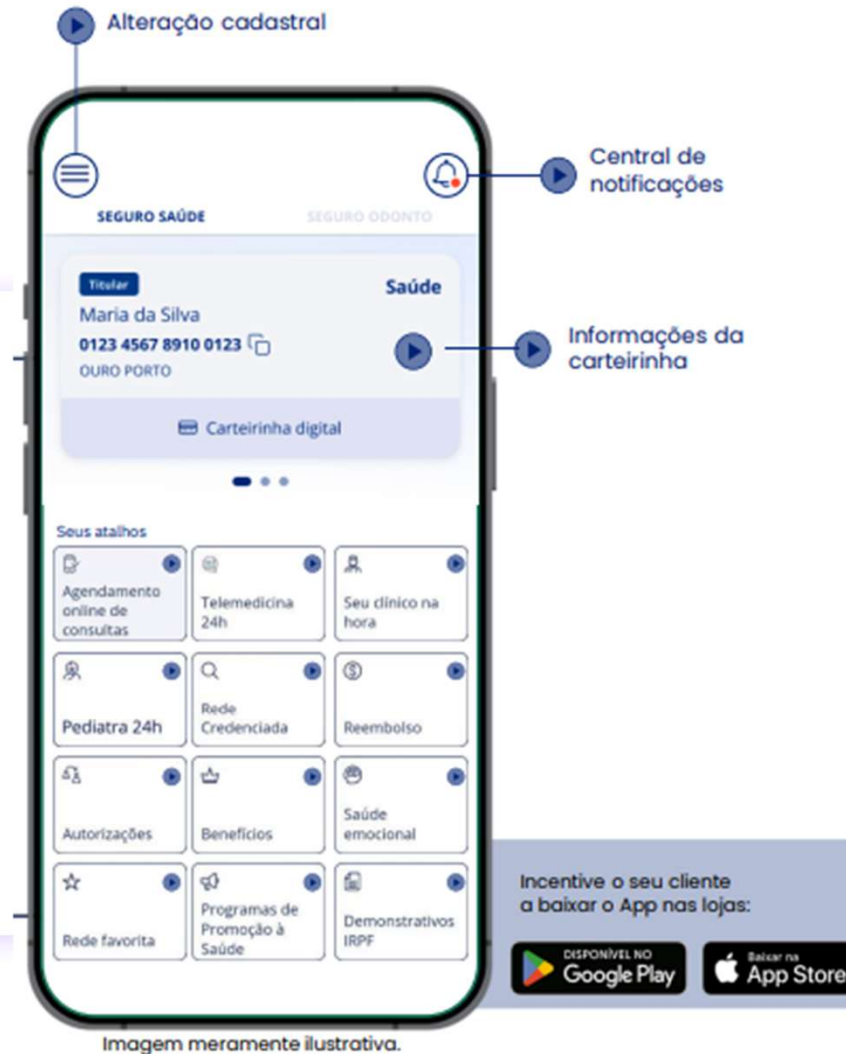 Alteração cadastral
Central de
notificações
SEGURO SAÚDE
SEGURO ODONTO
Titular
Saúde
Maria da Silva
0123 4567 8910 0123
OURO PORTO
Informações da
carteirinha
Carteirinha digital
Seus atalhos
Agendamento
online de
consultas
Telemedicina
24h
Seu clínico na
hora
Pediatra 24h
Rede
Credenciada
Reembolso
Autorizações
Benefícios
Saúde
emocional
Rede favorita
Programas de
Promoção à
Saúde
Demonstrativos
IRPF
Incentive o seu cliente
a baixar o App nas lojas:
DISPONÍVEL NO
Google Play
Baixar na
App Store
Imagem meramente ilustrativa.